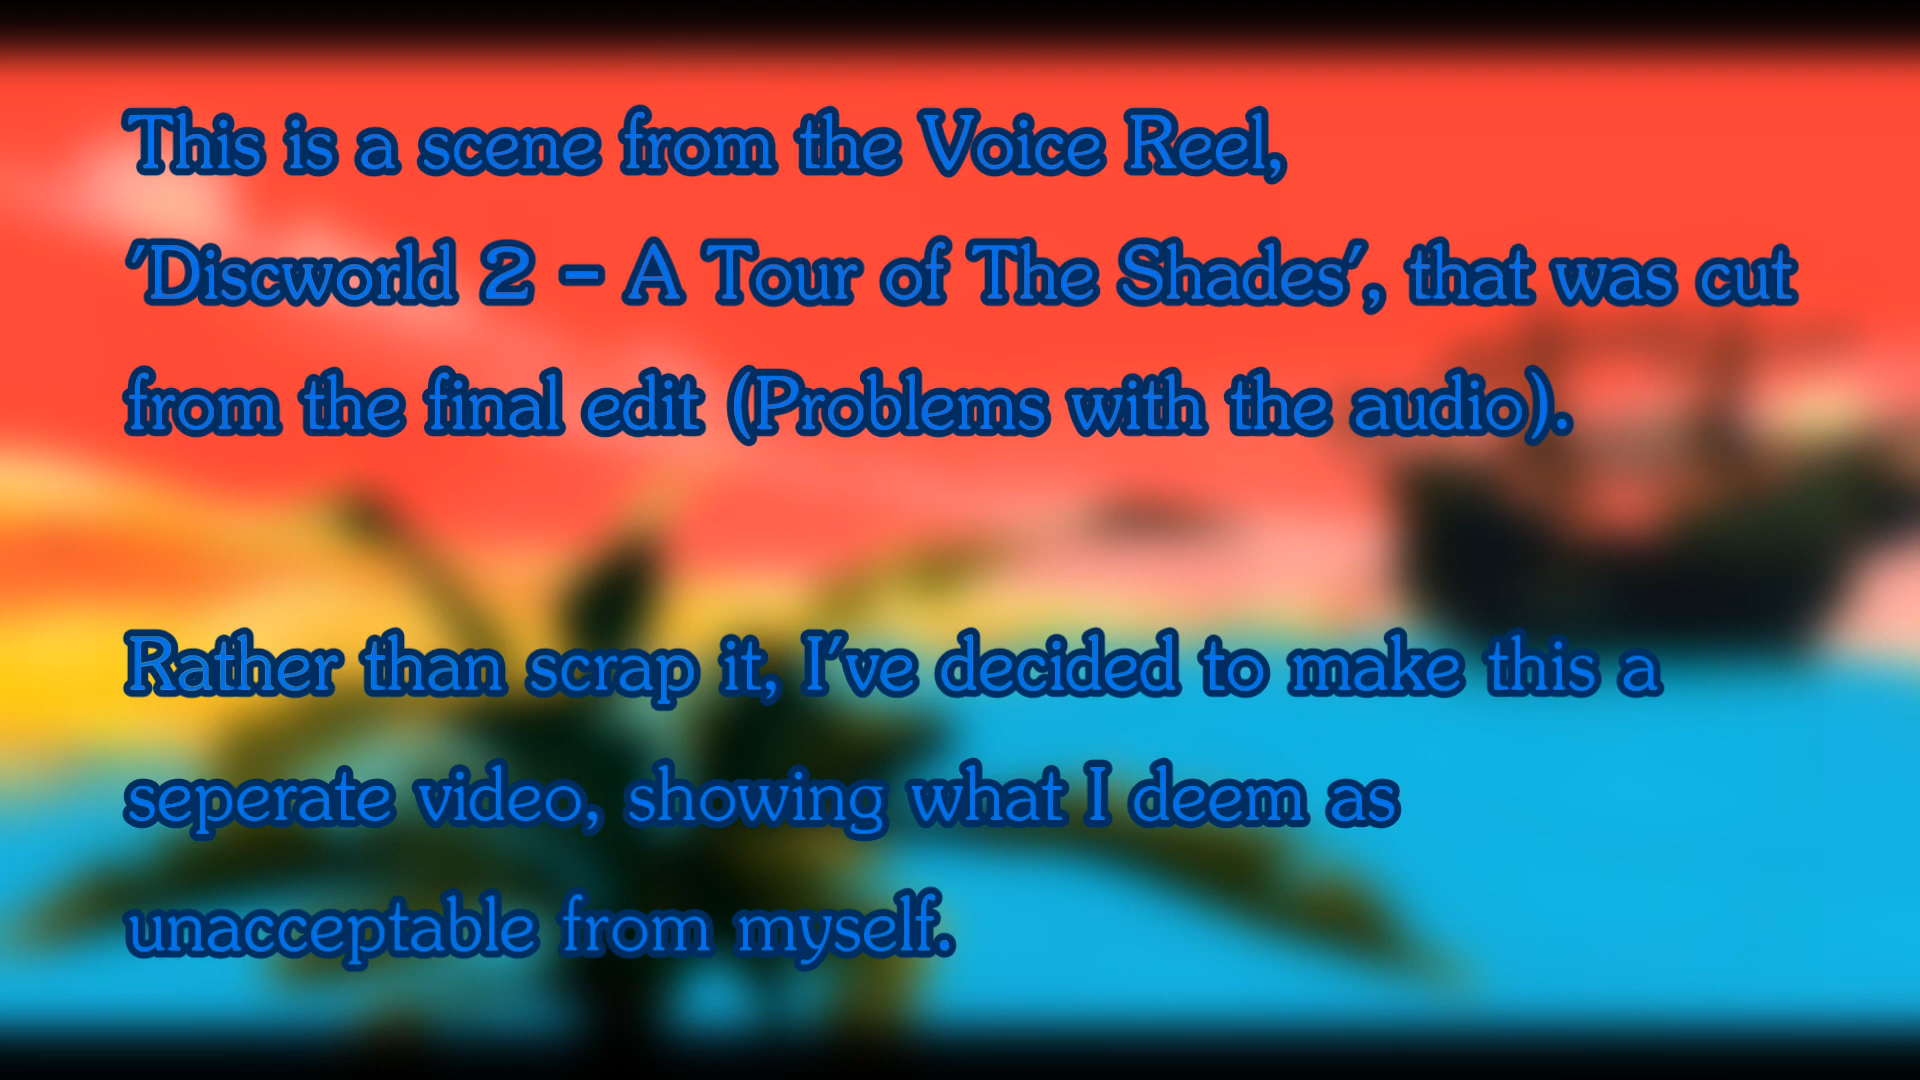 This is a scene from the Voice Reel,
'Discworld 2 – A Tour of The Shades', that was cut
from the final edit (Problems with the audio).
Rather than scrap it, I've decided to make this a
seperate video, showing what I deem as
unacceptable from myself.